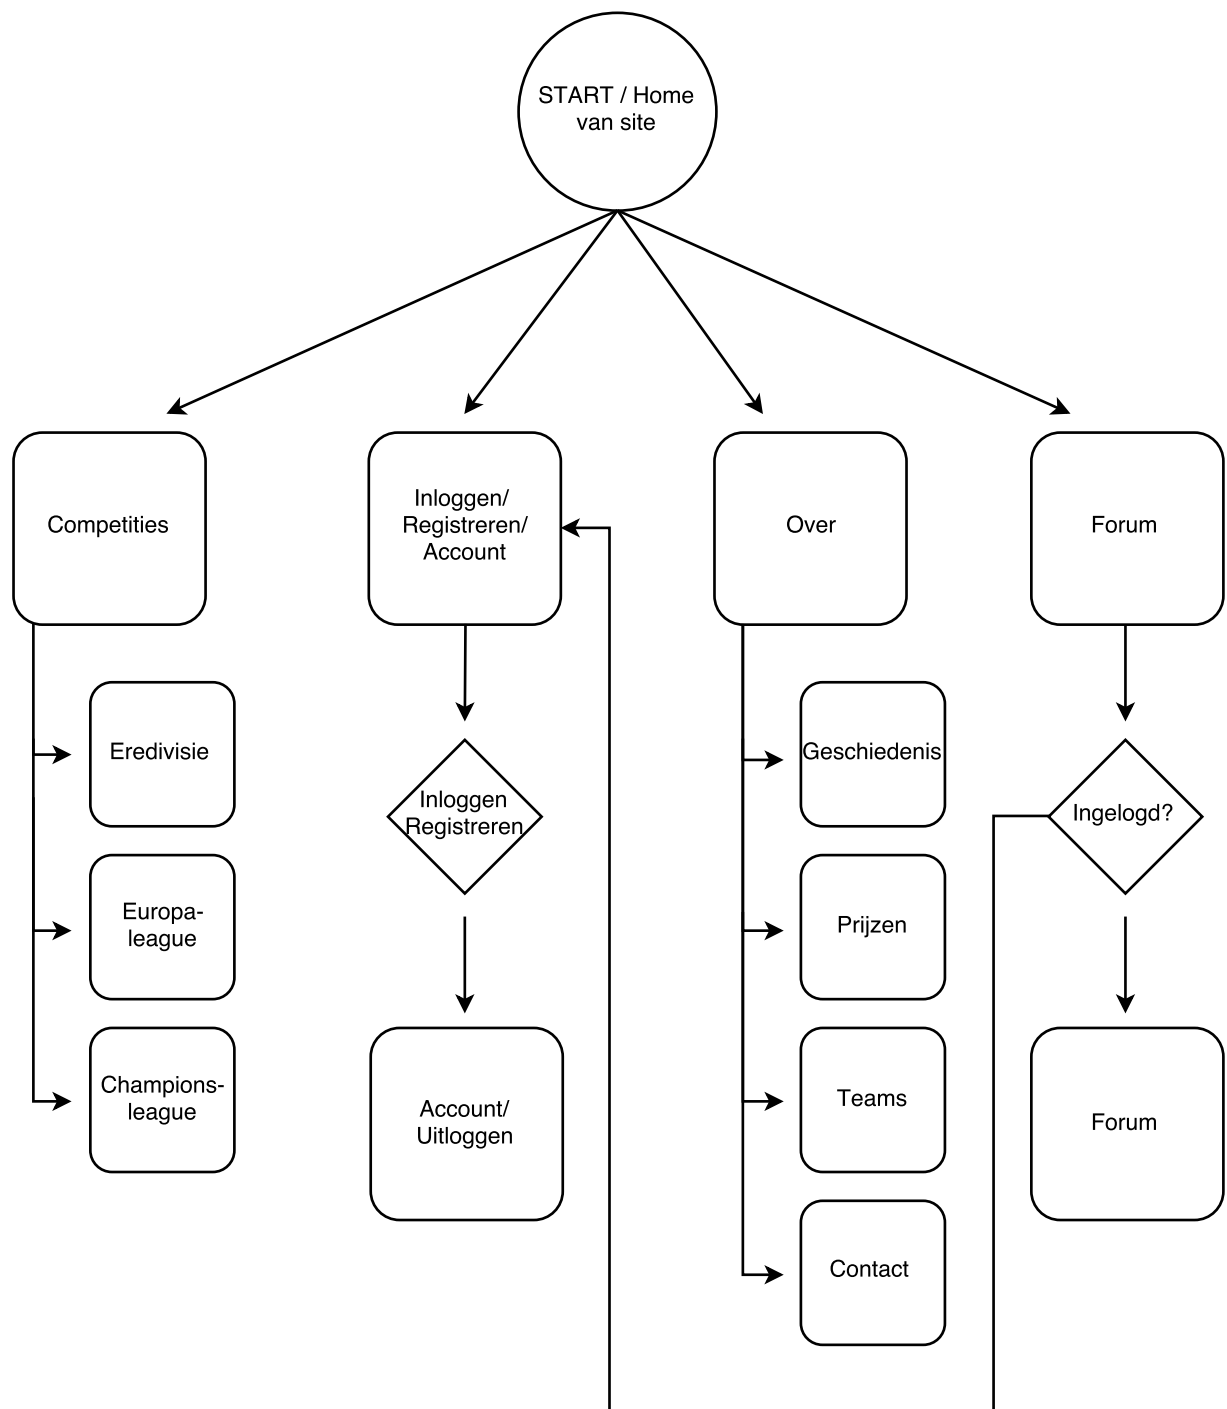 START / Home
van site
Competities
Inloggen/
Registreren/
Account
Over
Forum
Eredivisie
Inloggen
Registreren
Geschiedenis
Ingelogd?
Europa-
league
Prijzen
Champions-
league
Account/
Uitloggen
Teams
Forum
Contact